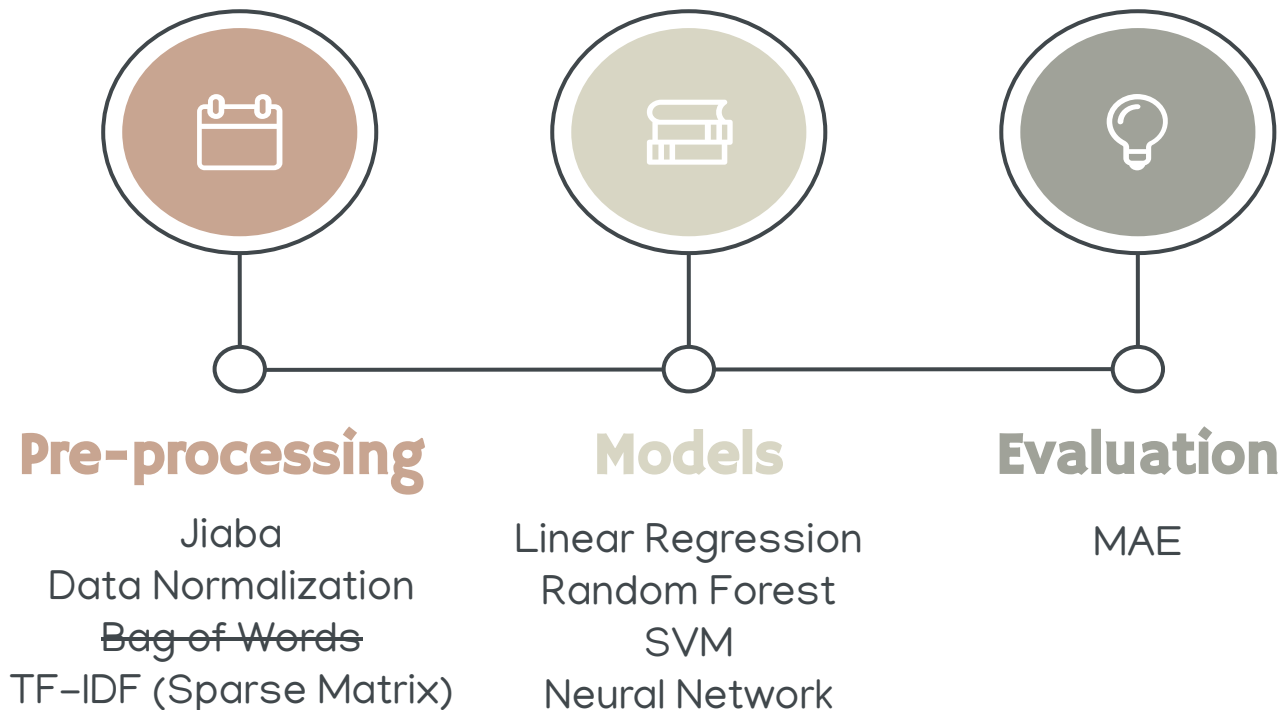 Pre-processing
Jiaba
Data Normalization
Bag of Words
TF-IDF (Sparse Matrix)
Models
Linear Regression
Random Forest
SVM
Neural Network
Evaluation
MAE